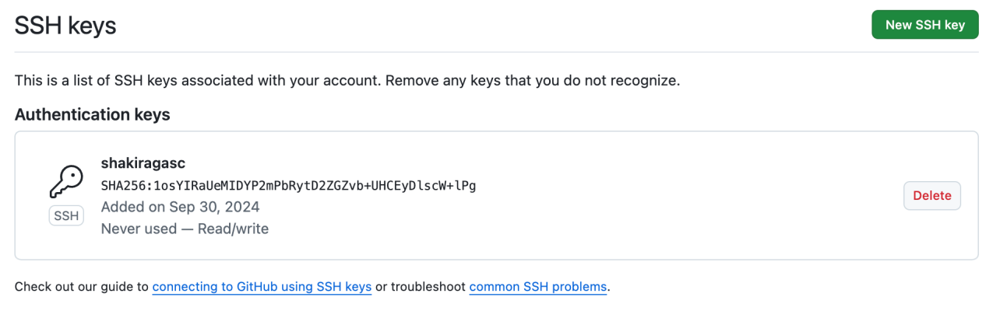 SSH keys
New SSH key
This is a list of SSH keys associated with your account. Remove any keys that you do not recognize.
Authentication keys
shakiragasc
SHA256:1osYIRaUeMIDYP2mPbRytD2ZGZvb+UHCEyDlscW+lPg
Added on Sep 30, 2024
Never used — Read/write
SSH
Delete
Check out our guide to connecting to GitHub using SSH keys or troubleshoot common SSH problems.